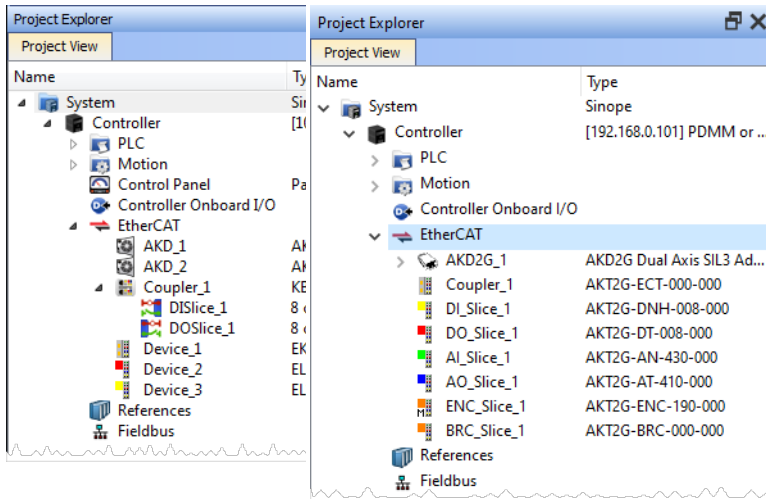 Project Explorer
Project View
Name Ty
System Si
Controller [1
PLC
Motion
Control Panel Pa
Controller Onboard I/O
EtherCAT
AKD_1 AK
AKD_2 AK
Coupler_1 KE
DISlice_1 8
DOSlice_1 8
Device_1 EK
Device_2 EL
Device_3 EL
References
Fieldbus
Project Explorer
Project View
Name Type
System Sinope
Controller [192.168.0.101] PDMM or ...
PLC
Motion
Controller Onboard I/O
EtherCAT
AKD2G_1 AKD2G Dual Axis SIL3 Ad...
Coupler_1 AKT2G-ECT-000-000
DI_Slice_1 AKT2G-DNH-008-000
DO_Slice_1 AKT2G-DT-008-000
AI_Slice_1 AKT2G-AN-430-000
AO_Slice_1 AKT2G-AT-410-000
M ENC_Slice_1 AKT2G-ENC-190-000
BRC_Slice_1 AKT2G-BRC-000-000
References
Fieldbus